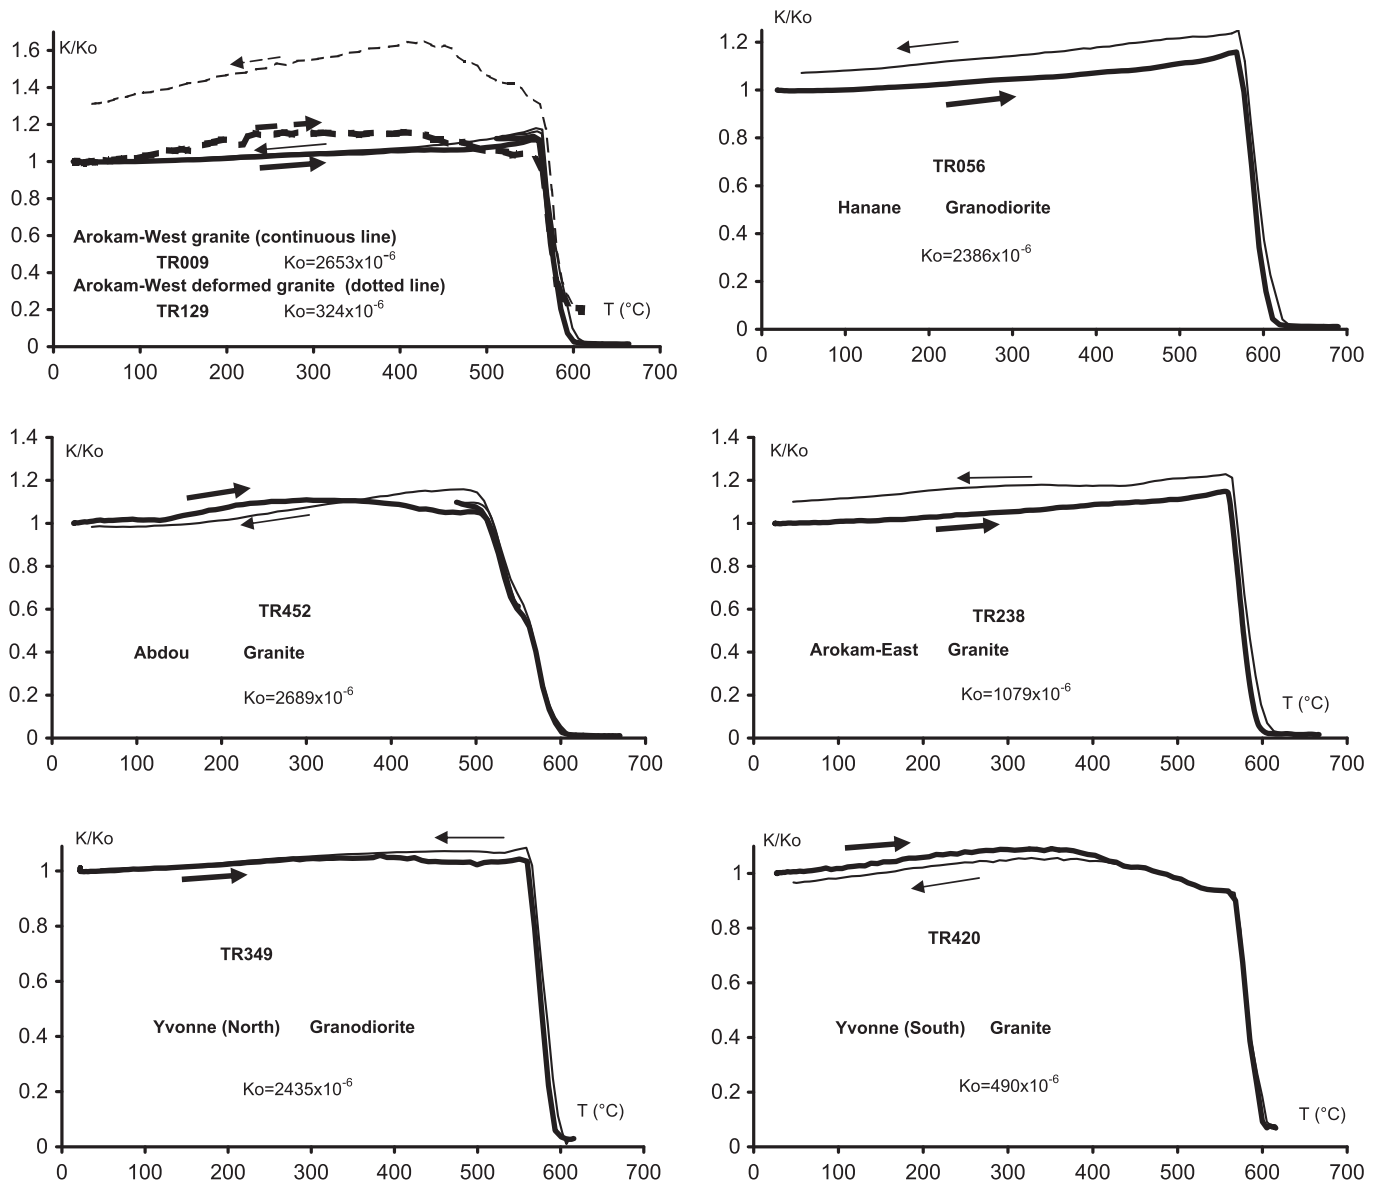 K/Ko
1.6
1.4
1.2
1
0.8
0.6
0.4
0.2
0
Arokam-West granite (continuous line)
TR009 Ko=2653x10⁻⁶
Arokam-West deformed granite (dotted line)
TR129 Ko=324x10⁻⁶
T (°C)
0 100 200 300 400 500 600 700
K/Ko
1.2
1
0.8
0.6
0.4
0.2
0
TR056
Hanane Granodiorite
Ko=2386x10⁻⁶
0 100 200 300 400 500 600 700
1.4
K/Ko
1.2
1
0.8
0.6
0.4
0.2
0
TR452
Abdou Granite
Ko=2689x10⁻⁶
0 100 200 300 400 500 600 700
1.4
K/Ko
1.2
1
0.8
0.6
0.4
0.2
0
TR238
Arokam-East Granite
Ko=1079x10⁻⁶
T (°C)
0 100 200 300 400 500 600 700
K/Ko
1
0.8
0.6
0.4
0.2
0
TR349
Yvonne (North) Granodiorite
Ko=2435x10⁻⁶
T (°C)
0 100 200 300 400 500 600 700
K/Ko
1
0.8
0.6
0.4
0.2
0
TR420
Yvonne (South) Granite
Ko=490x10⁻⁶
T (°C)
0 100 200 300 400 500 600 700